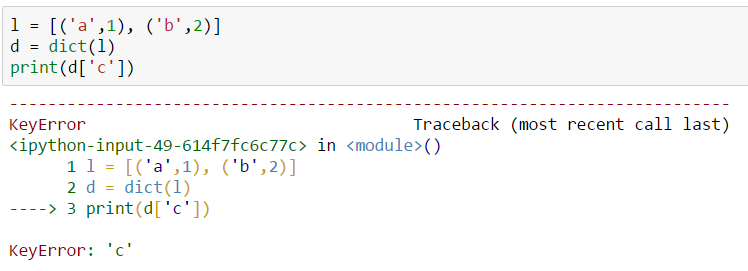 l = [('a',1), ('b',2)]
d = dict(l)
print(d['c'])
---------------------------------------------------------------------------
KeyError                                  Traceback (most recent call last)
<ipython-input-49-614f7fc6c77c> in <module>()
      1 l = [('a',1), ('b',2)]
      2 d = dict(l)
----> 3 print(d['c'])
KeyError: 'c'